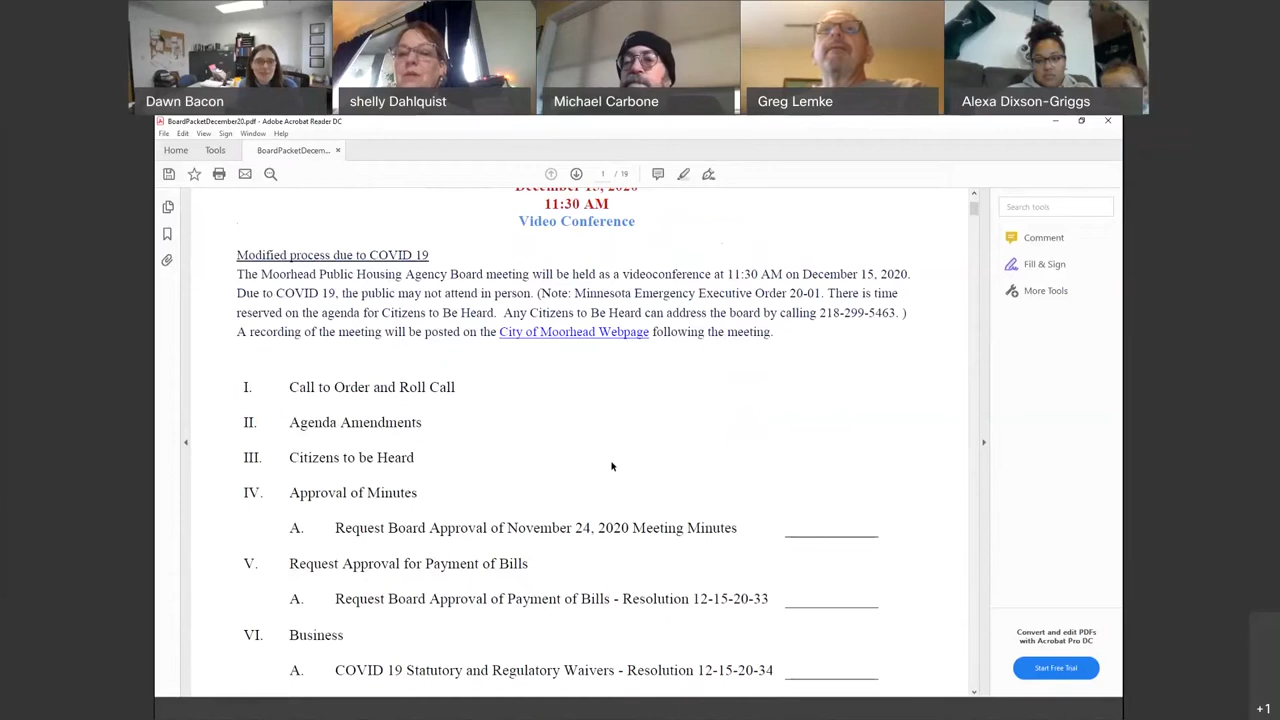 Dawn Bacon
shelly Dahlquist
Michael Carbone
Greg Lemke
Alexa Dixson-Griggs
BoardPacketDecember20.pdf - Adobe Acrobat Reader DC
File Edit View Sign Window Help
Home Tools BoardPacketDecem... ×
1 / 19
December 15, 2020
11:30 AM
Video Conference
Modified process due to COVID 19
The Moorhead Public Housing Agency Board meeting will be held as a videoconference at 11:30 AM on December 15, 2020.
Due to COVID 19, the public may not attend in person. (Note: Minnesota Emergency Executive Order 20-01. There is time
reserved on the agenda for Citizens to Be Heard. Any Citizens to Be Heard can address the board by calling 218-299-5463. )
A recording of the meeting will be posted on the City of Moorhead Webpage following the meeting.
I. Call to Order and Roll Call
II. Agenda Amendments
III. Citizens to be Heard
IV. Approval of Minutes
A. Request Board Approval of November 24, 2020 Meeting Minutes
V. Request Approval for Payment of Bills
A. Request Board Approval of Payment of Bills - Resolution 12-15-20-33
VI. Business
A. COVID 19 Statutory and Regulatory Waivers - Resolution 12-15-20-34
Search tools
Comment
Fill & Sign
More Tools
Convert and edit PDFs
with Acrobat Pro DC
Start Free Trial
+1